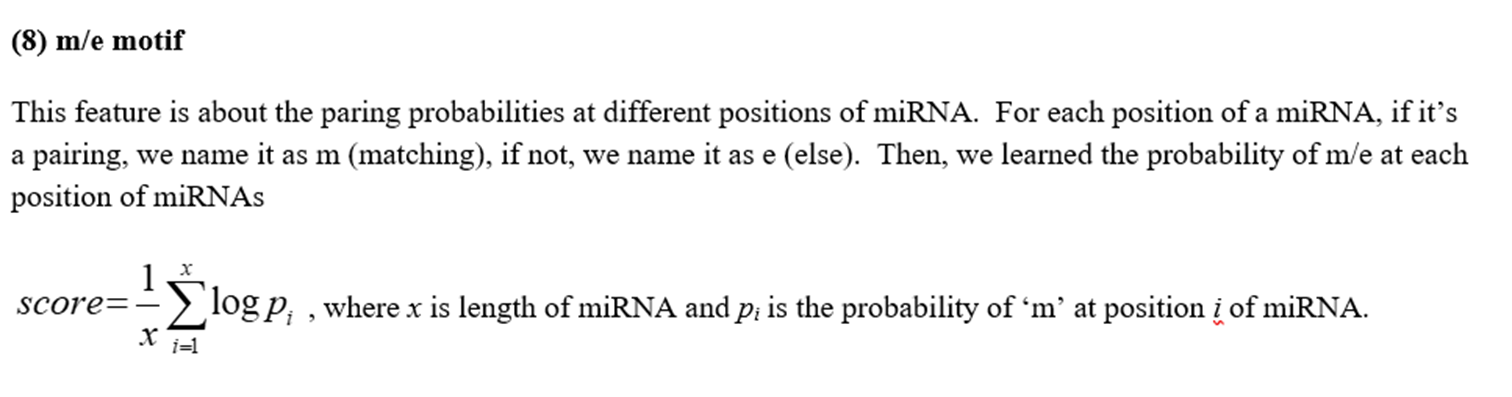 (8) m/e motif
This feature is about the paring probabilities at different positions of miRNA. For each position of a miRNA, if it's
a pairing, we name it as m (matching), if not, we name it as e (else). Then, we learned the probability of m/e at each
position of miRNAs
score= \frac{1}{x} \sum_{i=1}^{x} \log p_i , where x is length of miRNA and p_i is the probability of ‘m’ at position i of miRNA.